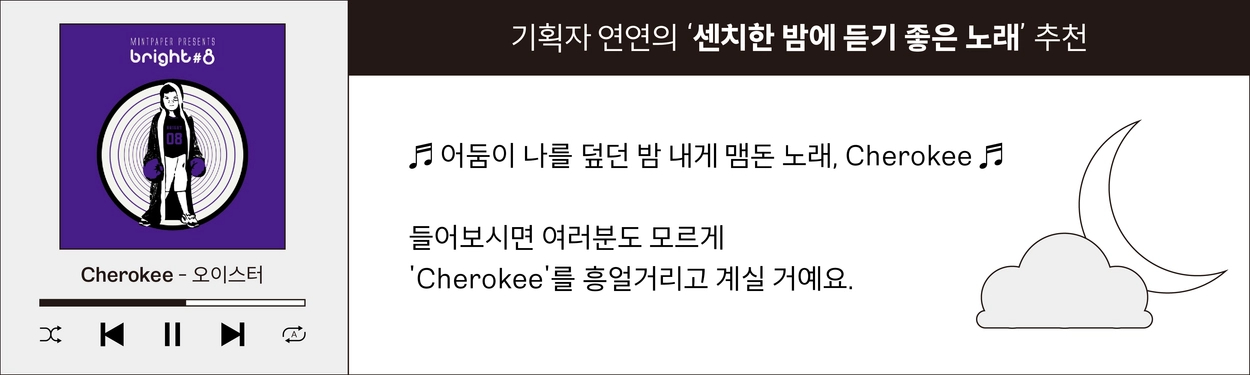 MINTPAPER PRESENTS
bright#8
08
Cherokee - 오이스터
A
기획자 연연의 ‘센치한 밤에 듣기 좋은 노래’ 추천
♬ 어둠이 나를 덮던 밤 내게 맴돈 노래, Cherokee ♬
들어보시면 여러분도 모르게
'Cherokee'를 흥얼거리고 계실 거예요.